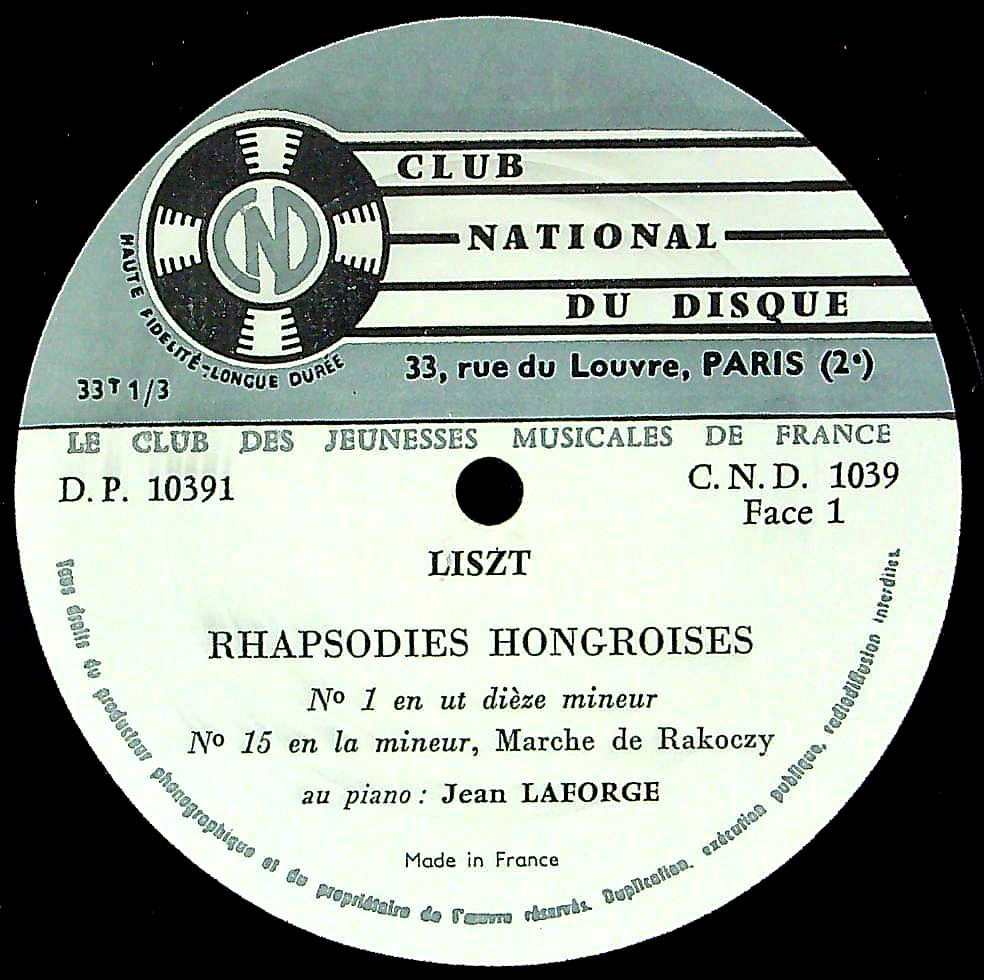 CLUB
NATIONAL
DU DISQUE
CND
HAUTE FIDELITÉ-LONGUE DURÉE
33, rue du Louvre, PARIS (2e)
33T 1/3
LE CLUB DES JEUNESSES MUSICALES DE FRANCE
D. P. 10391
C. N. D. 1039
Face 1
LISZT
RHAPSODIES HONGROISES
No 1 en ut dièze mineur
No 15 en la mineur, Marche de Rakoczy
au piano : Jean LAFORGE
Made in France
Tous droits du producteur phonographique et du propriétaire de l'œuvre réservés. Duplication, exécution publique, radiodiffusion interdites.